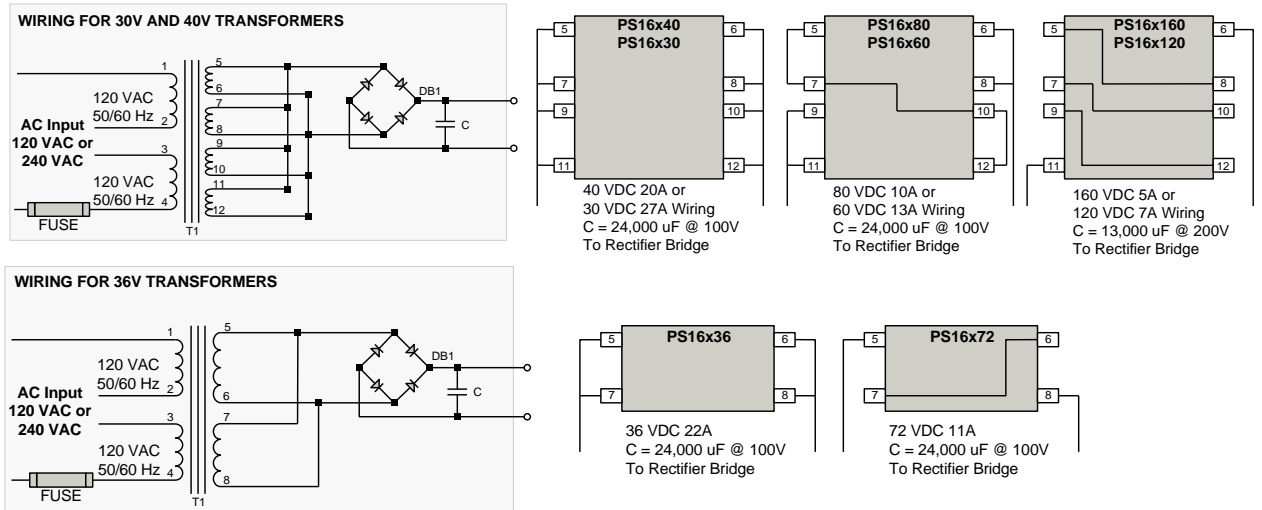 WIRING FOR 30V AND 40V TRANSFORMERS
1
120 VAC
50/60 Hz
2
AC Input
120 VAC or
240 VAC
3
120 VAC
50/60 Hz
4
FUSE
T1
5
6
7
8
9
10
11
12
DB1
C
PS16x40
PS16x30
5
6
7
8
9
10
11
12
40 VDC 20A or
30 VDC 27A Wiring
C = 24,000 uF @ 100V
To Rectifier Bridge
PS16x80
PS16x60
5
6
7
8
9
10
11
12
80 VDC 10A or
60 VDC 13A Wiring
C = 24,000 uF @ 100V
To Rectifier Bridge
PS16x160
PS16x120
5
6
7
8
9
10
11
12
160 VDC 5A or
120 VDC 7A Wiring
C = 13,000 uF @ 200V
To Rectifier Bridge
WIRING FOR 36V TRANSFORMERS
1
120 VAC
50/60 Hz
2
AC Input
120 VAC or
240 VAC
3
120 VAC
50/60 Hz
4
FUSE
T1
5
6
7
8
DB1
C
PS16x36
5
6
7
8
36 VDC 22A
C = 24,000 uF @ 100V
To Rectifier Bridge
PS16x72
5
6
7
8
72 VDC 11A
C = 24,000 uF @ 100V
To Rectifier Bridge